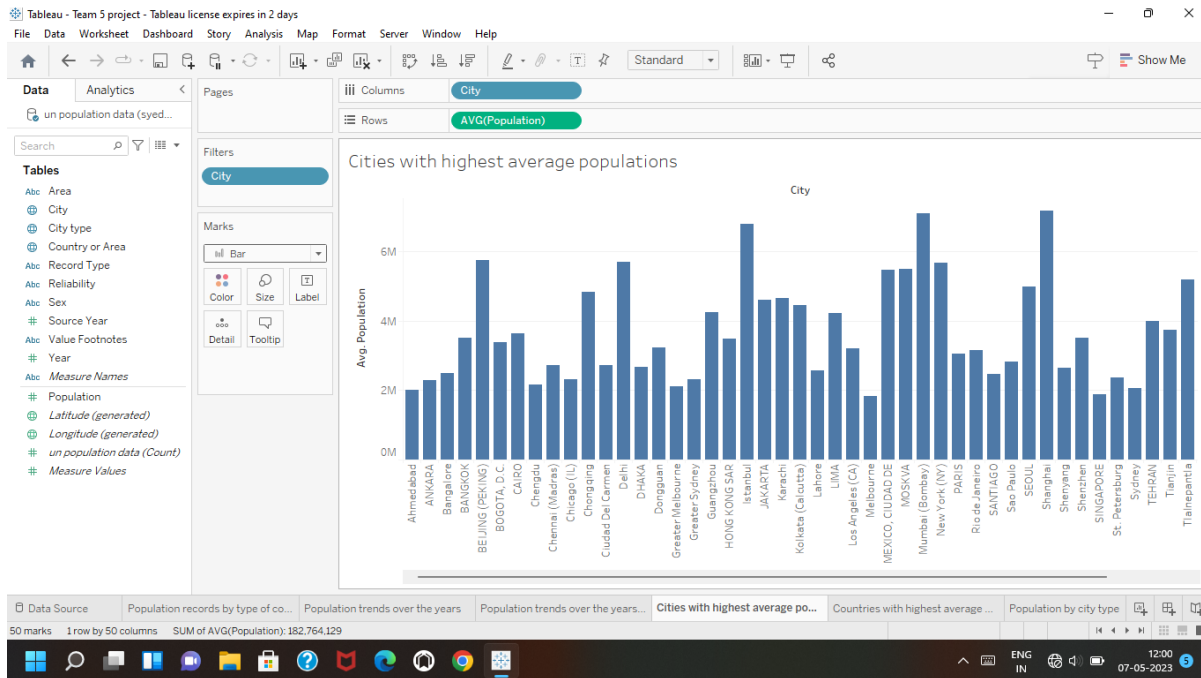 Tableau - Team 5 project - Tableau license expires in 2 days
File Data Worksheet Dashboard Story Analysis Map Format Server Window Help
Standard
Show Me
Data Analytics
un population data (syed...
Search
Tables
Abc Area
City
City type
Country or Area
Abc Record Type
Abc Reliability
Abc Sex
# Source Year
Abc Value Footnotes
# Year
Abc Measure Names
# Population
Latitude (generated)
Longitude (generated)
# un population data (Count)
# Measure Values
Pages
Filters
City
Marks
Bar
Color Size Label
Detail Tooltip
Columns City
Rows AVG(Population)
Cities with highest average populations
City
Avg. Population
6M
4M
2M
0M
Ahmedabad
ANKARA
Bangalore
BANGKOK
BEIJING (PEKING)
BOGOTA, D.C.
CAIRO
Chengdu
Chennai (Madras)
Chicago (IL)
Chongqing
Ciudad Del Carmen
Delhi
DHAKA
Dongguan
Greater Melbourne
Greater Sydney
Guangzhou
HONG KONG SAR
Istanbul
JAKARTA
Karachi
Kolkata (Calcutta)
Lahore
LIMA
Los Angeles (CA)
Melbourne
MEXICO, CIUDAD DE
MOSKVA
Mumbai (Bombay)
New York (NY)
PARIS
Rio de Janeiro
SANTIAGO
Sao Paulo
SEOUL
Shanghai
Shenyang
Shenzhen
SINGAPORE
St. Petersburg
Sydney
TEHRAN
Tianjin
Tlalnepantla
Data Source
Population records by type of co...
Population trends over the years
Population trends over the years...
Cities with highest average po...
Countries with highest average ...
Population by city type
50 marks 1 row by 50 columns SUM of AVG(Population): 182,764,129
ENG
IN
12:00
07-05-2023
5